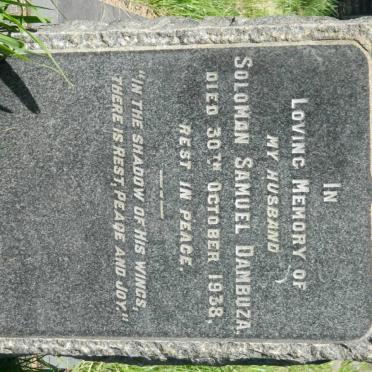 IN
LOVING MEMORY OF
MY HUSBAND
SOLOMAN SAMUEL DAMBUZA,
DIED 30TH OCTOBER 1938,
REST IN PEACE.
"IN THE SHADOW OF HIS WINGS,
THERE IS REST, PEACE AND JOY."